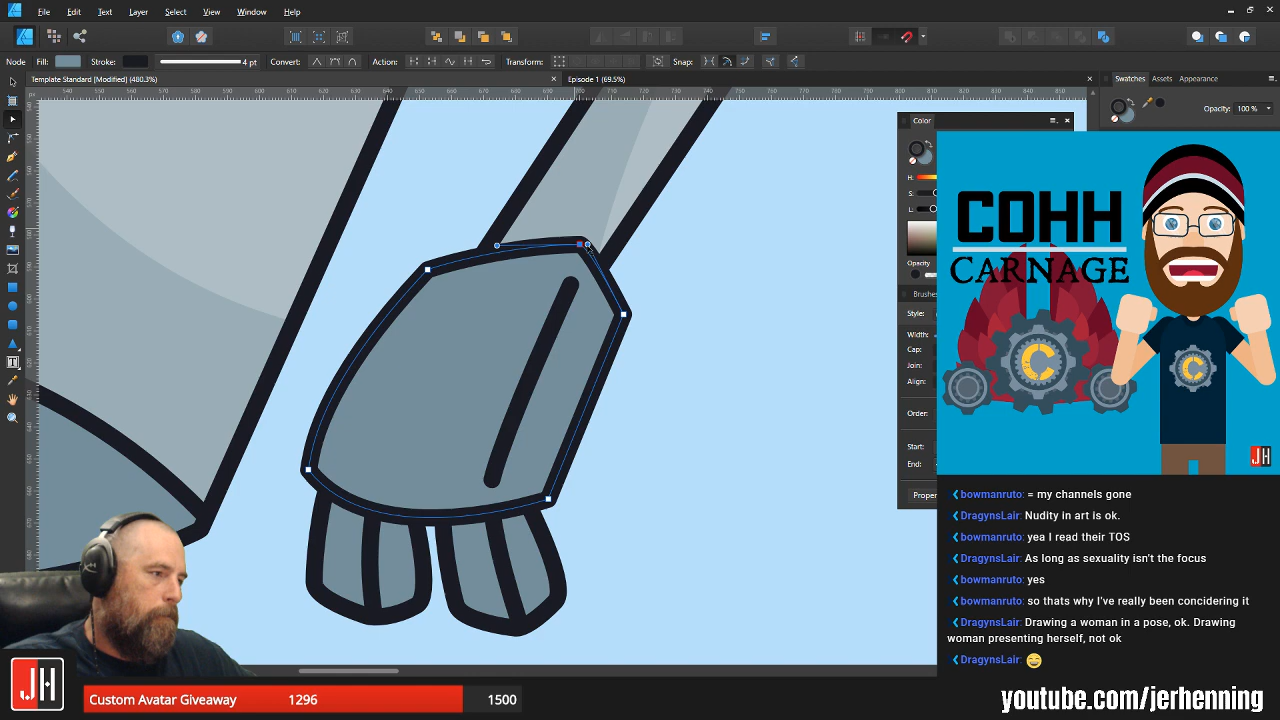 File Edit Text Layer Select View Window Help
Node Fill: Stroke: 4 pt Convert: Action: Transform: Snap:
Template Standard [Modified] (480.3%) Episode 1 (69.5%)
Swatches Assets Appearance
Opacity: 100 %
Color
H:
S:
L:
Opacity
Brushes
Style:
Width:
Cap:
Join:
Align:
Order:
Start:
End:
Proper
COHH
CARNAGE
C
C
JH
bowmanruto: = my channels gone
DragynsLair: Nudity in art is ok.
bowmanruto: yea I read their TOS
DragynsLair: As long as sexuality isn't the focus
bowmanruto: yes
bowmanruto: so thats why I've really been concidering it
DragynsLair: Drawing a woman in a pose, ok. Drawing
woman presenting herself, not ok
DragynsLair: 😄
JH
Custom Avatar Giveaway 1296 1500
youtube.com/jerhenning